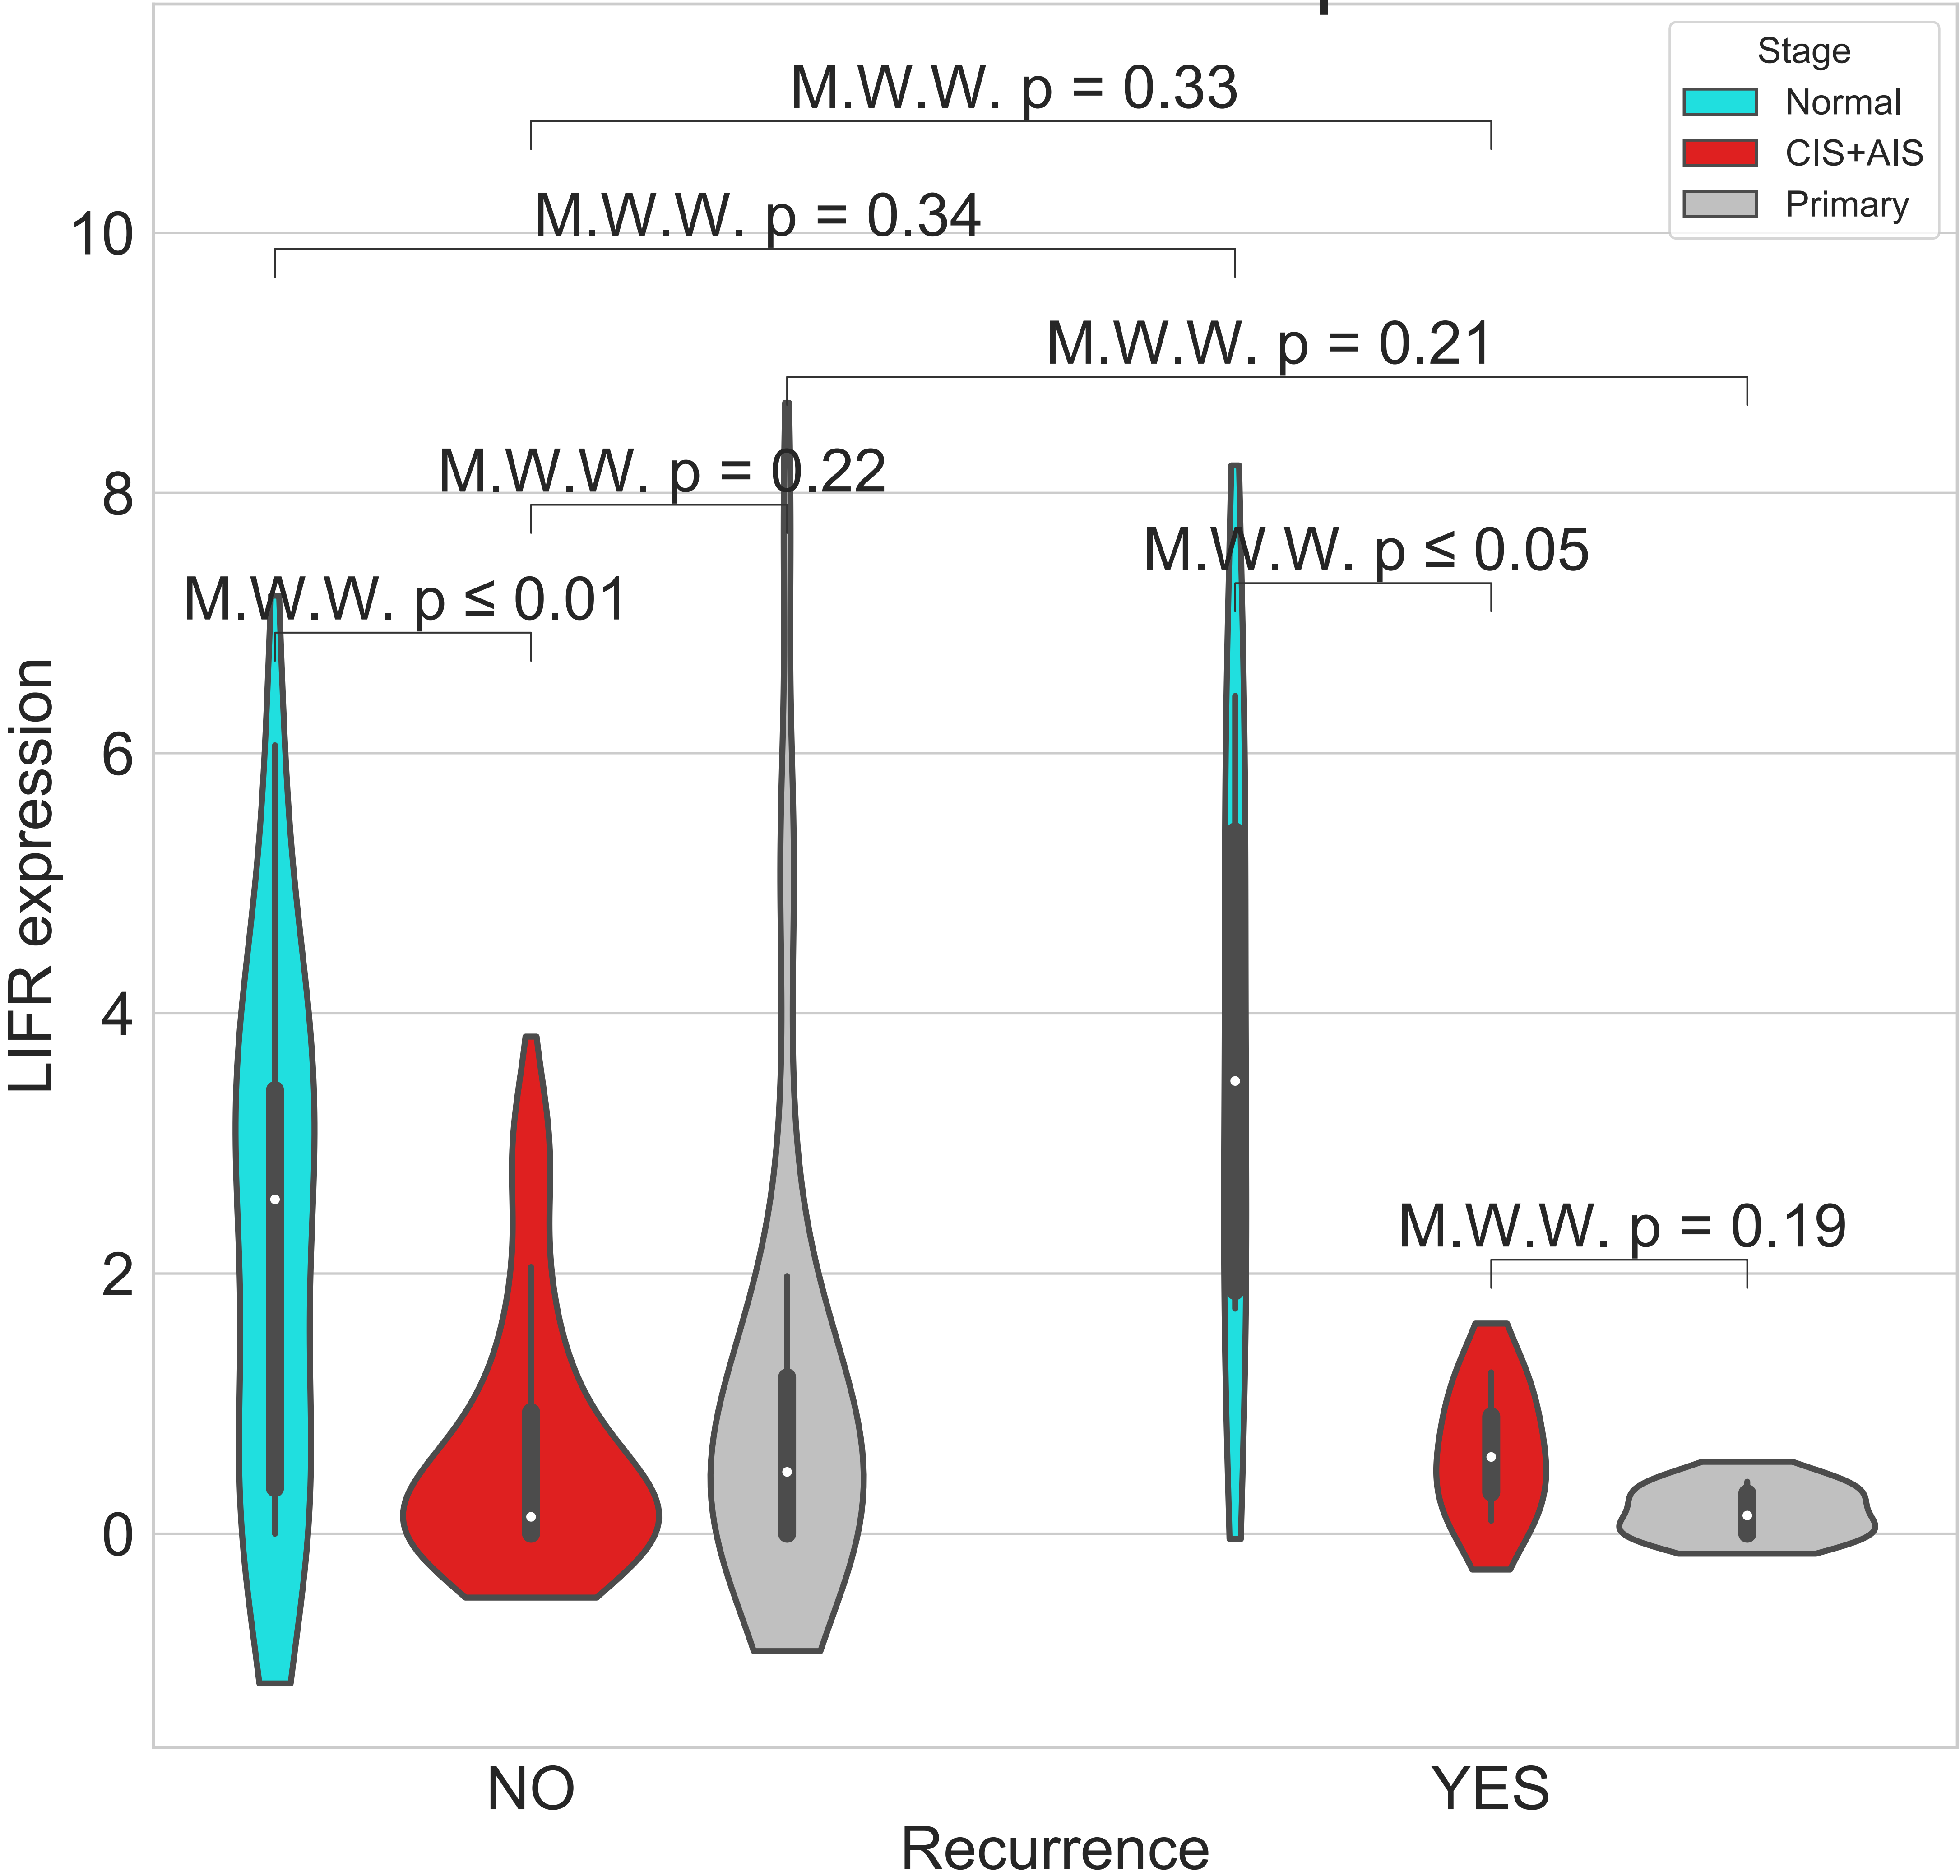 Stage
Normal
CIS+AIS
Primary
M.W.W. p = 0.33
M.W.W. p = 0.34
M.W.W. p = 0.21
M.W.W. p = 0.22
M.W.W. p ≤ 0.05
M.W.W. p ≤ 0.01
M.W.W. p = 0.19
10
8
6
4
2
0
LIFR expression
NO
YES
Recurrence